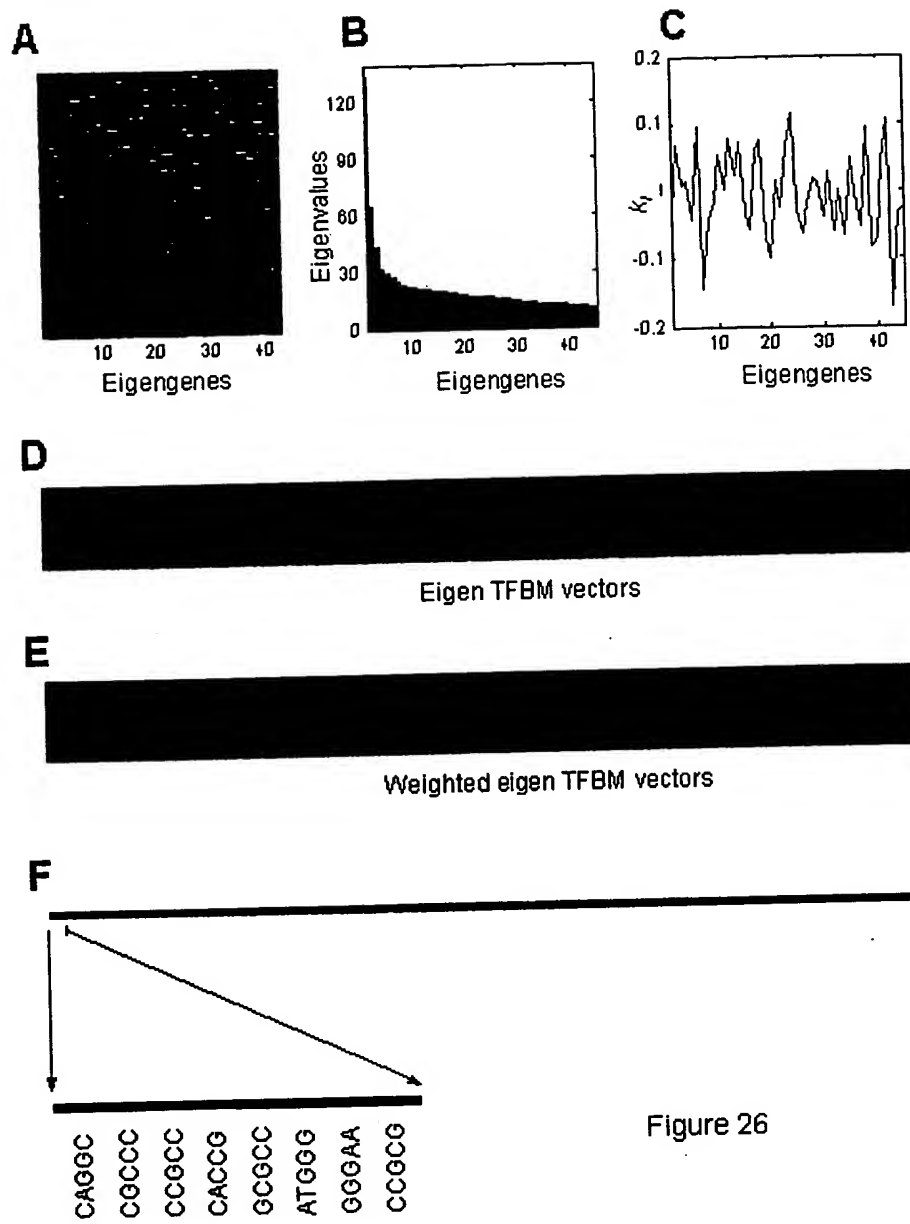 A
B
C
120
90
60
30
0
Eigenvalues
0.2
0.1
1
-0.1
-0.2
10 20 30 40
Eigengenes
10 20 30 40
Eigengenes
10 20 30 40
Eigengenes
D
Eigen TFBM vectors
E
Weighted eigen TFBM vectors
F
CAGGC
CGCCC
CCGCC
CACCG
GCGCC
ATGGG
GGGAA
CCGCG
Figure 26